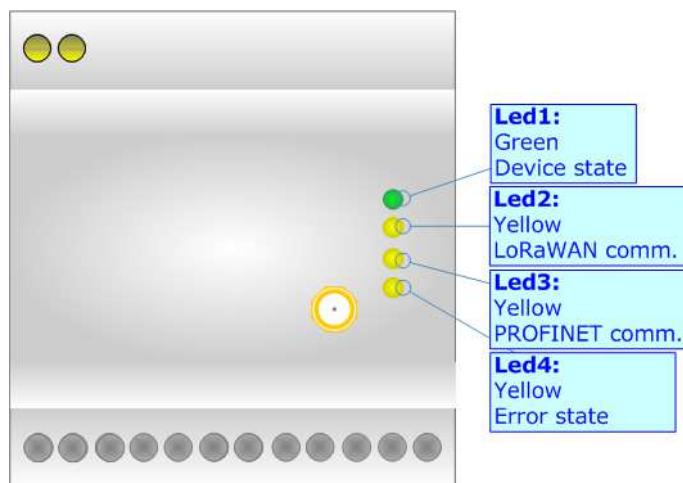 Led1:
Green
Device state
Led2:
Yellow
LoRaWAN comm.
Led3:
Yellow
PROFINET comm.
Led4:
Yellow
Error state